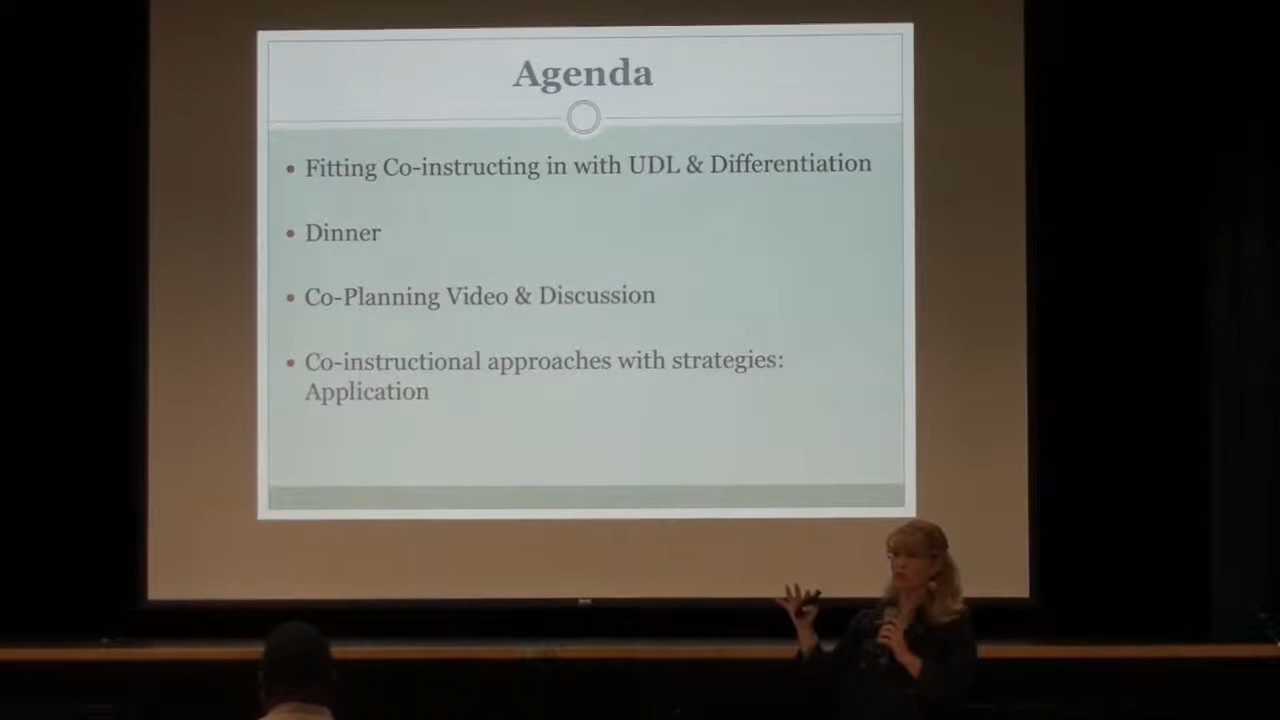 Agenda
• Fitting Co-instructing in with UDL & Differentiation
• Dinner
• Co-Planning Video & Discussion
• Co-instructional approaches with strategies:
Application